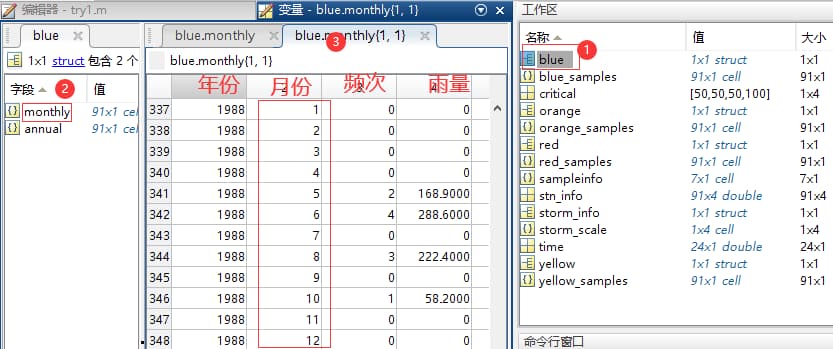 编辑器 - try1.m
变量 - blue.monthly{1, 1}
工作区
blue
blue.monthly
blue.monthly{1, 1}
3
1x1 struct 包含 2 个
blue.monthly{1, 1}
字段
2
值
monthly
91x1 cell
annual
91x1 cell
年份 月份 频次 雨量
337 1988 1 0 0
338 1988 2 0 0
339 1988 3 0 0
340 1988 4 0 0
341 1988 5 2 168.9000
342 1988 6 4 288.6000
343 1988 7 0 0
344 1988 8 3 222.4000
345 1988 9 0 0
346 1988 10 1 58.2000
347 1988 11 0 0
348 1988 12 0 0
名称 值 大小
1
blue 1x1 struct 1x1
blue_samples 91x1 cell 91x1
critical [50,50,50,100] 1x4
orange 1x1 struct 1x1
orange_samples 91x1 cell 91x1
red 1x1 struct 1x1
red_samples 91x1 cell 91x1
sampleinfo 7x1 cell 7x1
stn_info 91x4 double 91x4
storm_info 1x1 struct 1x1
storm_scale 1x4 cell 1x4
time 24x1 double 24x1
yellow 1x1 struct 1x1
yellow_samples 91x1 cell 91x1
命令行窗口